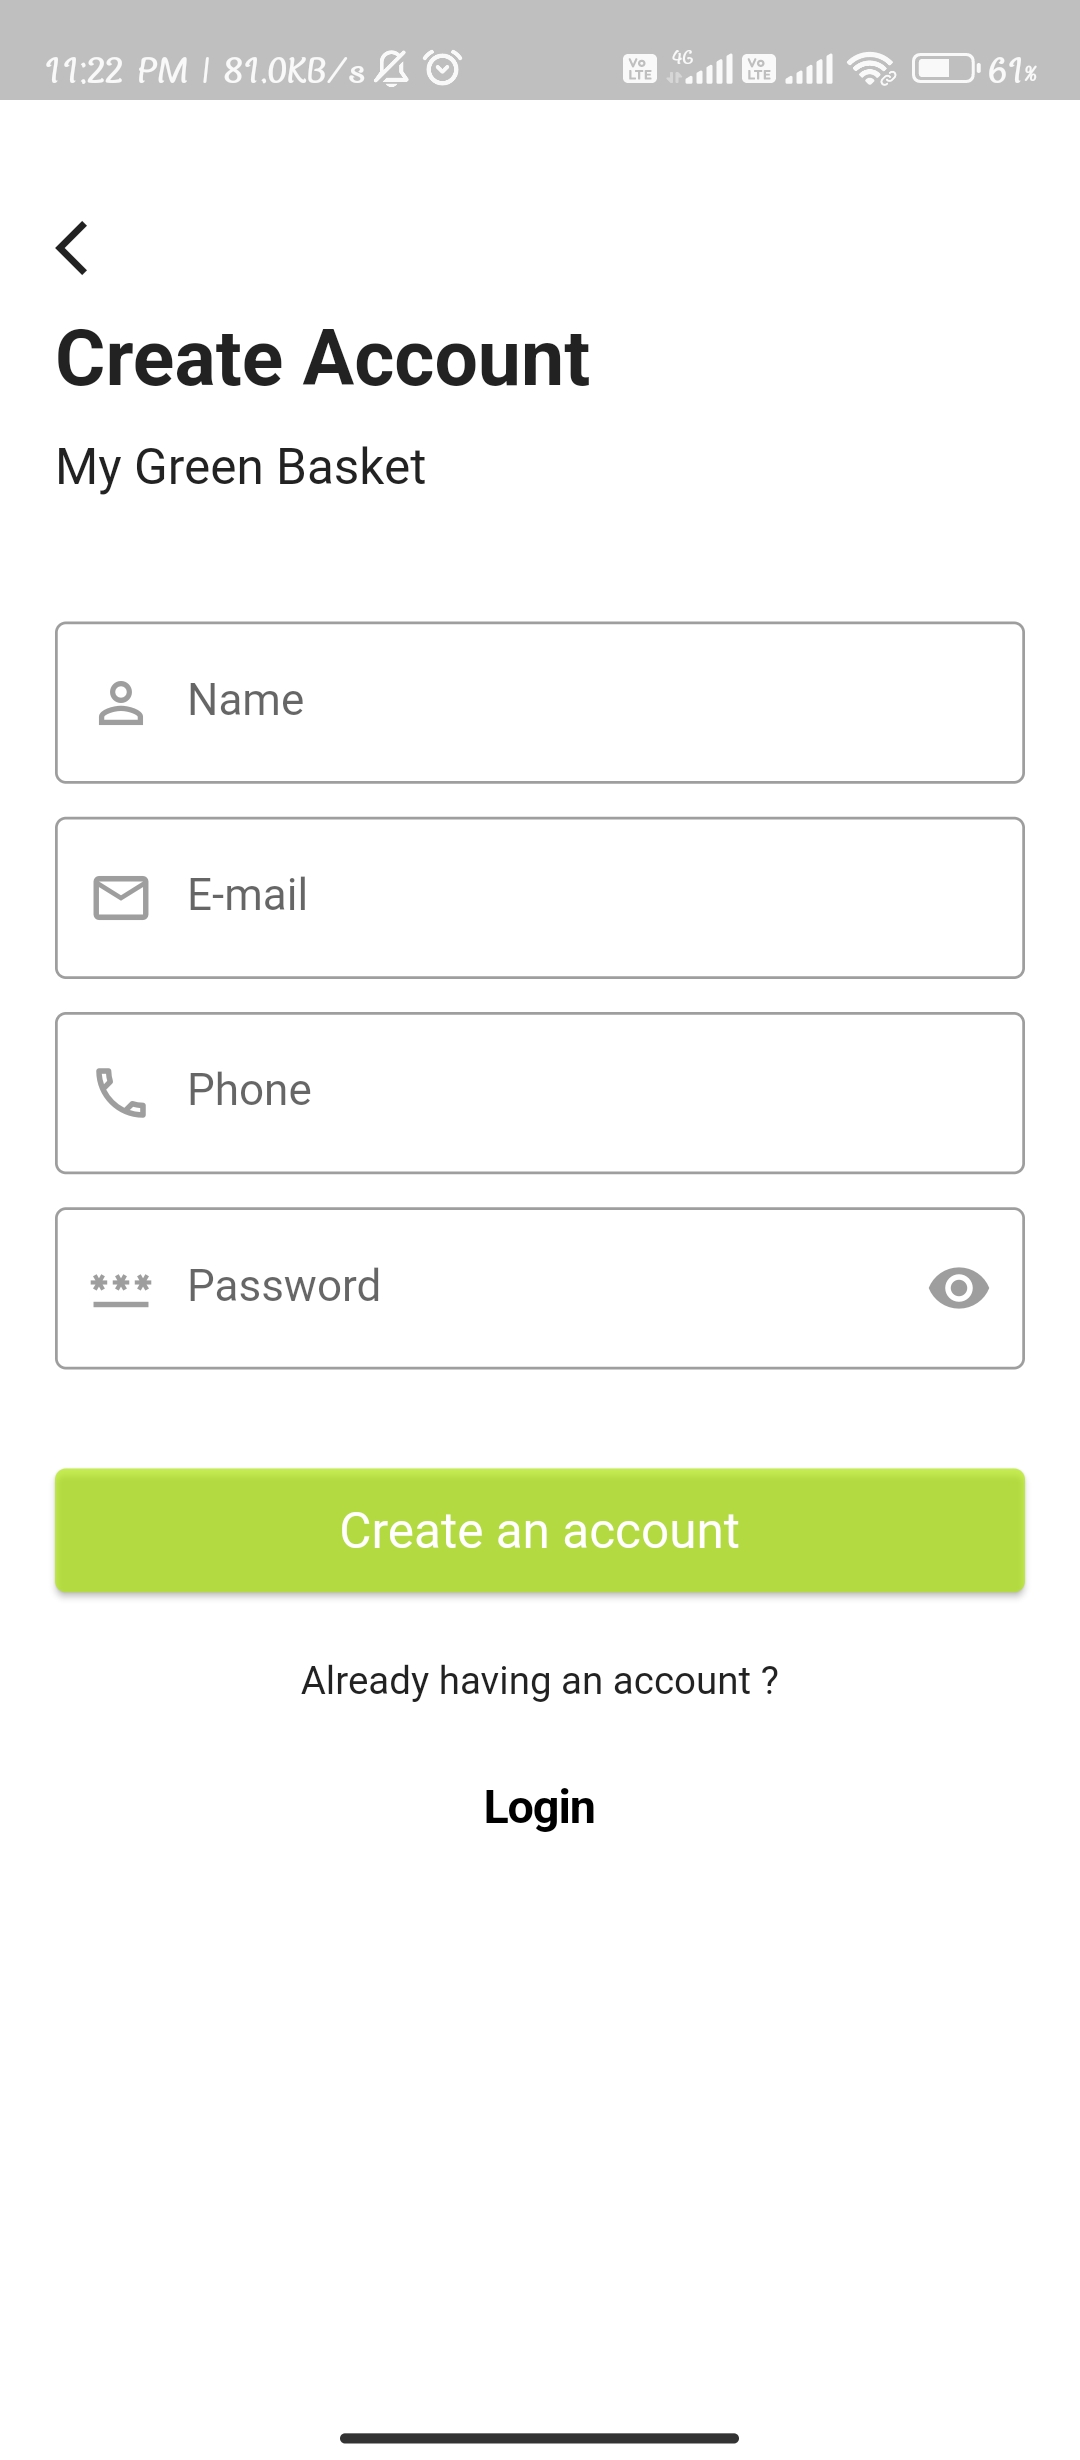 11:22 PM | 81.0KB/s
Vo LTE 4G Vo LTE 61%
Create Account
My Green Basket
Name
E-mail
Phone
*** Password
Create an account
Already having an account ?
Login